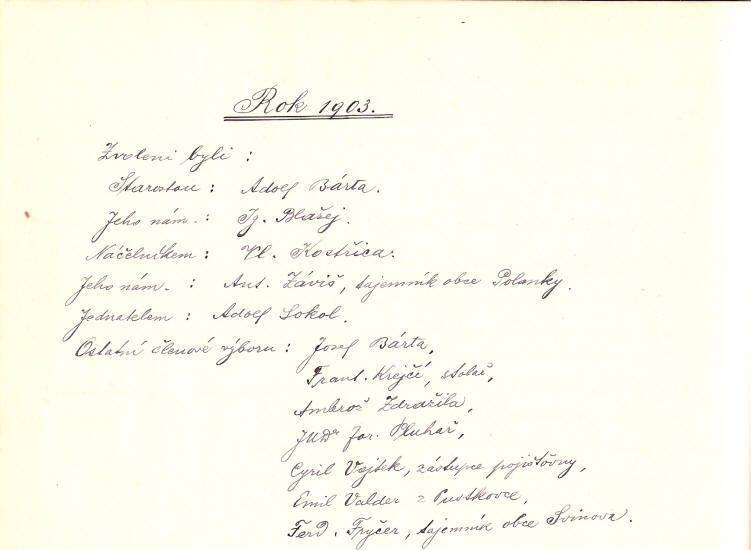 Rok 1903.
Zvoleni byli :
Starostou : Adolf Bárta.
Jeho nám. : Ig. Blažej.
Náčelníkem : Vl. Kostřica.
Jeho nám. : Ant. Záviš, tajemník obce Polanky.
Jednatelem : Adolf Sokol.
Ostatní členové výboru : Josef Bárta,
Frant. Krejčí, stolař,
Ambrož Zdražila,
JUDr Jar. Pluhař,
Cyril Vojtek, zástupce pojišťovny,
Emil Valder z Pustkovce,
Ferd. Fryčer, tajemník obce Svinova.